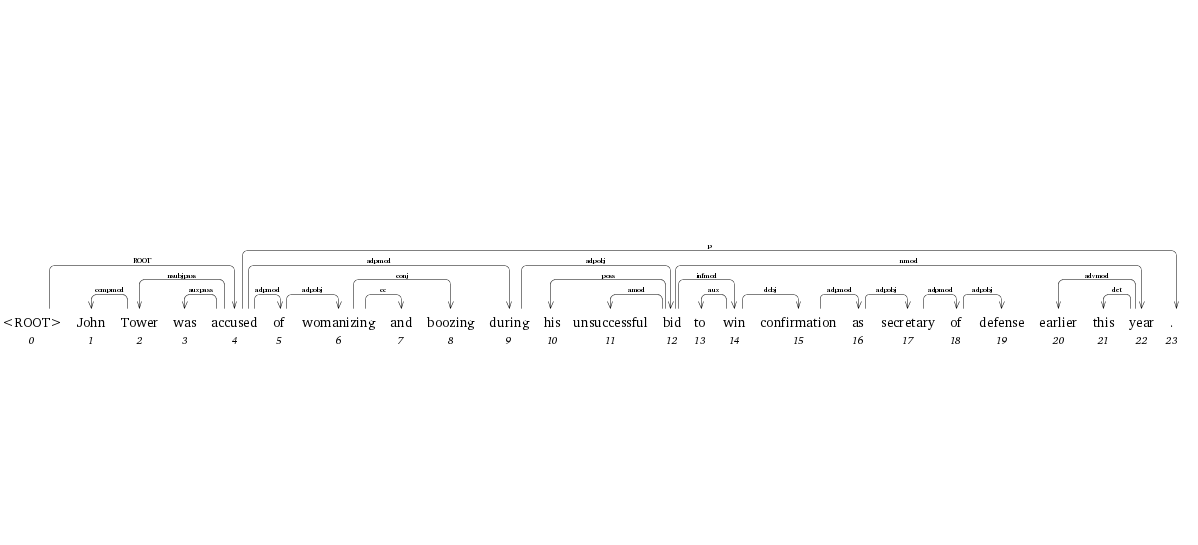 p
ROOT adpmod adpobj nmod
nsubjpass conj poss infmod advmod
compmod auxpass adpmod adpobj cc amod aux dobj adpmod adpobj adpmod adpobj det
<ROOT> John Tower was accused of womanizing and boozing during his unsuccessful bid to win confirmation as secretary of defense earlier this year .
0 1 2 3 4 5 6 7 8 9 10 11 12 13 14 15 16 17 18 19 20 21 22 23